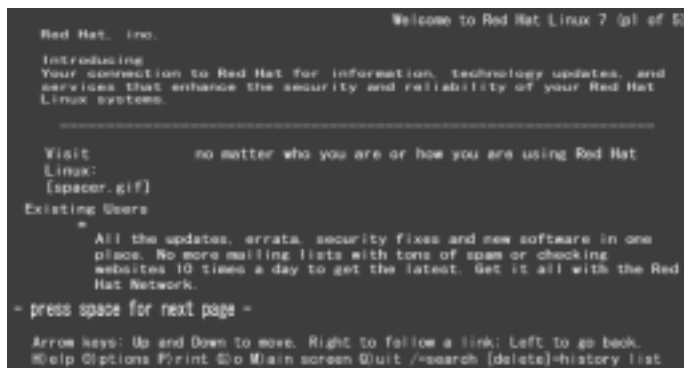 Welcome to Red Hat Linux 7 (p1 of 5)
Red Hat, inc.
Introducing
Your connection to Red Hat for information, technology updates, and
services that enhance the security and reliability of your Red Hat
Linux systems.
Visit no matter who you are or how you are using Red Hat
Linux:
[spacer.gif]
Existing Users
*
All the updates, errata, security fixes and new software in one
place. No more mailing lists with tons of spam or checking
websites 10 times a day to get the latest. Get it all with the Red
Hat Network.
- press space for next page -
Arrow keys: Up and Down to move. Right to follow a link; Left to go back.
H)elp O)ptions P)rint G)o M)ain screen Q)uit /=search [delete]=history list